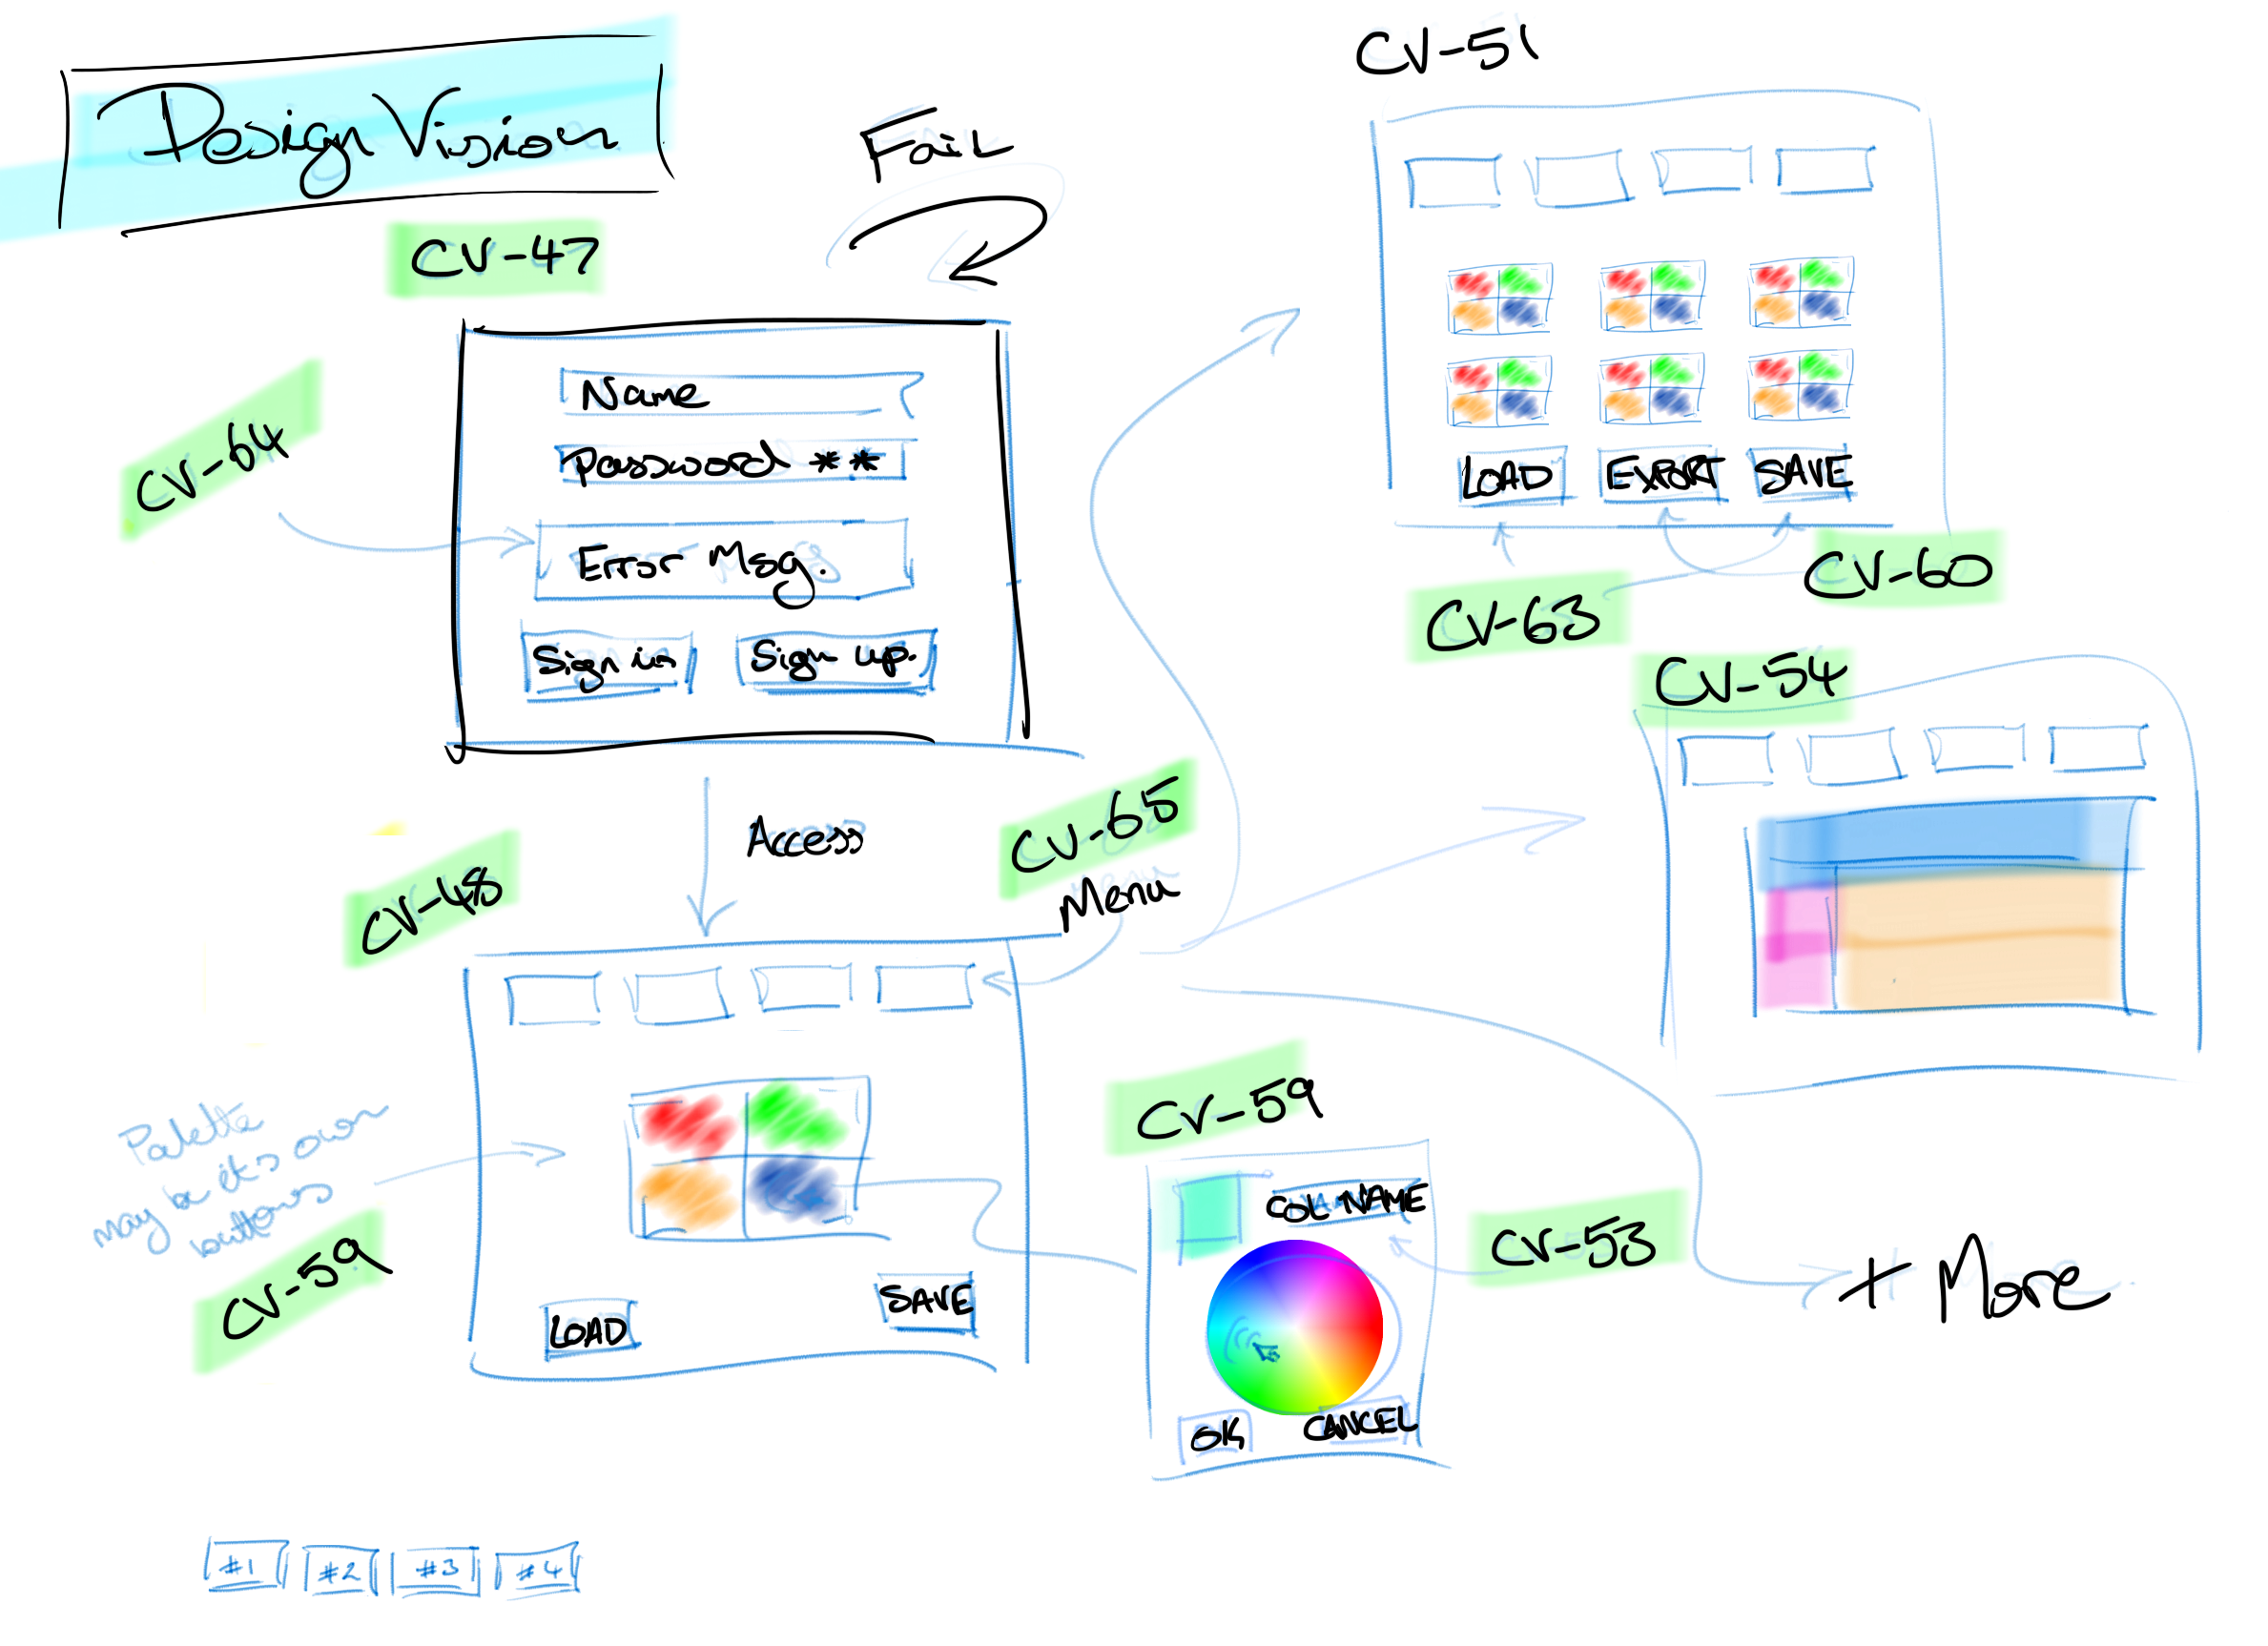 Design Vision
CV-47
Fail
CV-64
Name
Password **
Error Msg.
Sign in
Sign up.
Access
CV-48
CV-65
Menu
Palette
may be it's own
buttons
CV-59
LOAD
SAVE
CV-59
COL NAME
CV-53
OK
CANCEL
CV-51
LOAD
EXPORT
SAVE
CV-60
CV-63
CV-54
+ More
#1
#2
#3
#4